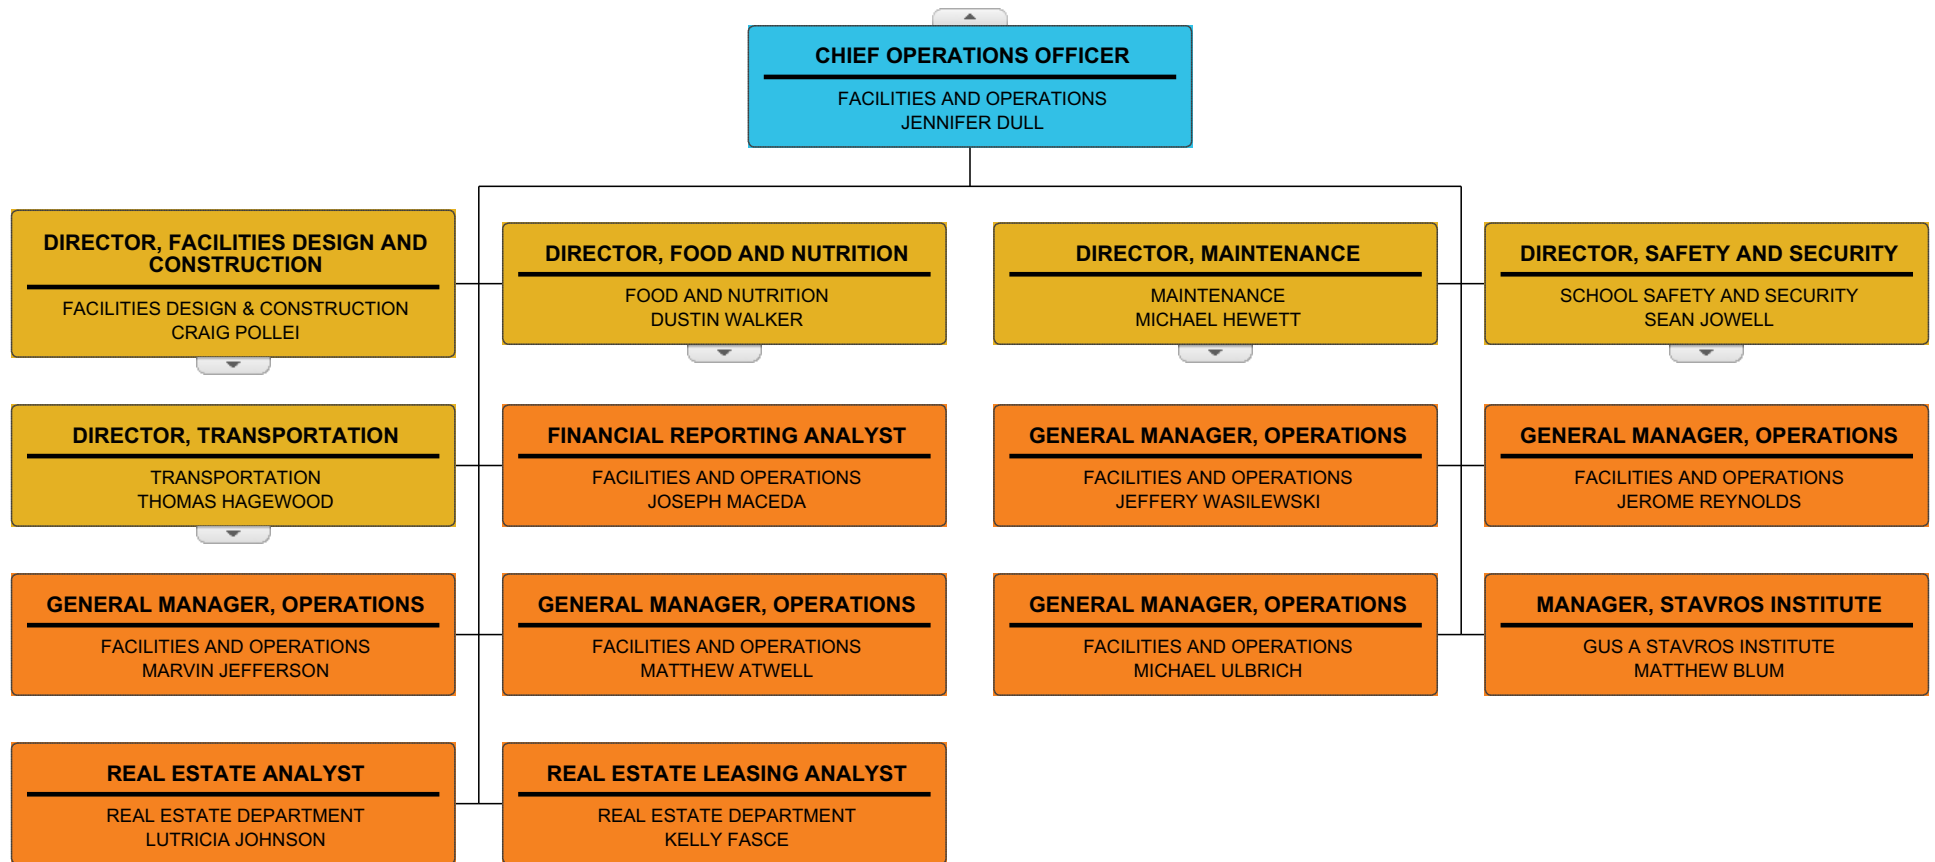 CHIEF OPERATIONS OFFICER
FACILITIES AND OPERATIONS
JENNIFER DULL
DIRECTOR, FACILITIES DESIGN AND
CONSTRUCTION
FACILITIES DESIGN & CONSTRUCTION
CRAIG POLLEI
DIRECTOR, FOOD AND NUTRITION
FOOD AND NUTRITION
DUSTIN WALKER
DIRECTOR, MAINTENANCE
MAINTENANCE
MICHAEL HEWETT
DIRECTOR, SAFETY AND SECURITY
SCHOOL SAFETY AND SECURITY
SEAN JOWELL
DIRECTOR, TRANSPORTATION
TRANSPORTATION
THOMAS HAGEWOOD
FINANCIAL REPORTING ANALYST
FACILITIES AND OPERATIONS
JOSEPH MACEDA
GENERAL MANAGER, OPERATIONS
FACILITIES AND OPERATIONS
JEFFERY WASILEWSKI
GENERAL MANAGER, OPERATIONS
FACILITIES AND OPERATIONS
JEROME REYNOLDS
GENERAL MANAGER, OPERATIONS
FACILITIES AND OPERATIONS
MARVIN JEFFERSON
GENERAL MANAGER, OPERATIONS
FACILITIES AND OPERATIONS
MATTHEW ATWELL
GENERAL MANAGER, OPERATIONS
FACILITIES AND OPERATIONS
MICHAEL ULBRICH
MANAGER, STAVROS INSTITUTE
GUS A STAVROS INSTITUTE
MATTHEW BLUM
REAL ESTATE ANALYST
REAL ESTATE DEPARTMENT
LUTRICIA JOHNSON
REAL ESTATE LEASING ANALYST
REAL ESTATE DEPARTMENT
KELLY FASCE